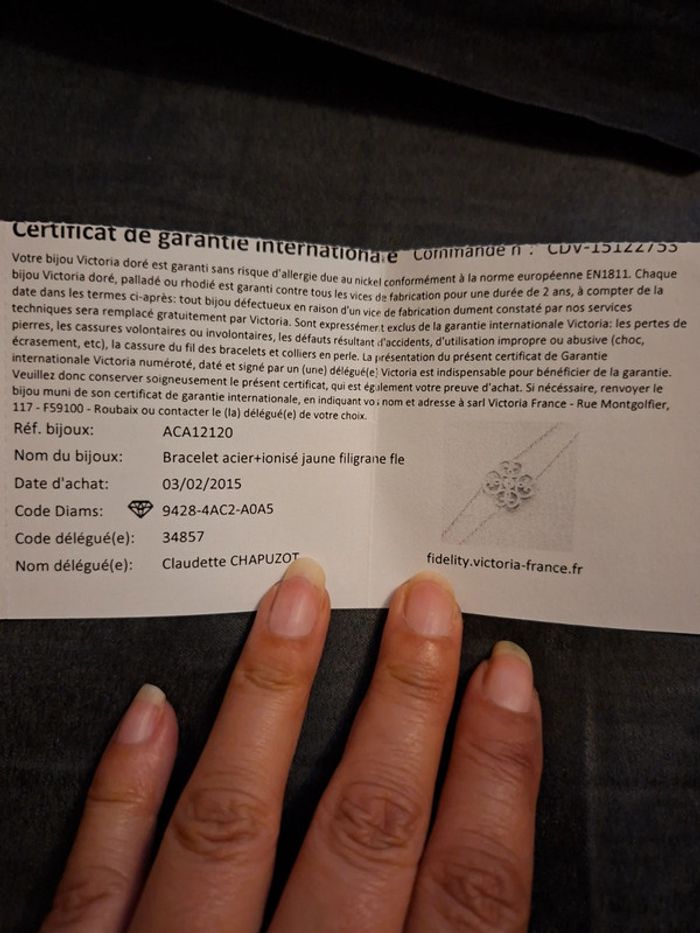 Certificat de garantie internationale Commande n° : CDV-15122753
Votre bijou Victoria doré est garanti sans risque d'allergie due au nickel conformément à la norme européenne EN1811. Chaque
bijou Victoria doré, palladé ou rhodié est garanti contre tous les vices de fabrication pour une durée de 2 ans, à compter de la
date dans les termes ci-après: tout bijou défectueux en raison d'un vice de fabrication dument constaté par nos services
techniques sera remplacé gratuitement par Victoria. Sont expressément exclus de la garantie internationale Victoria: les pertes de
pierres, les cassures volontaires ou involontaires, les défauts résultant d'accidents, d'utilisation impropre ou abusive (choc,
écrasement, etc), la cassure du fil des bracelets et colliers en perle. La présentation du présent certificat de Garantie
internationale Victoria numéroté, daté et signé par un (une) délégué(e) Victoria est indispensable pour bénéficier de la garantie.
Veuillez donc conserver soigneusement le présent certificat, qui est également votre preuve d'achat. Si nécéssaire, renvoyer le
bijou muni de son certificat de garantie internationale, en indiquant vos nom et adresse à sarl Victoria France - Rue Montgolfier,
117 - F59100 - Roubaix ou contacter le (la) délégué(e) de votre choix.
Réf. bijoux: ACA12120
Nom du bijoux: Bracelet acier+ionisé jaune filigrane fle
Date d'achat: 03/02/2015
Code Diams: 9428-4AC2-A0A5
Code délégué(e): 34857
Nom délégué(e): Claudette CHAPUZOT
fidelity.victoria-france.fr